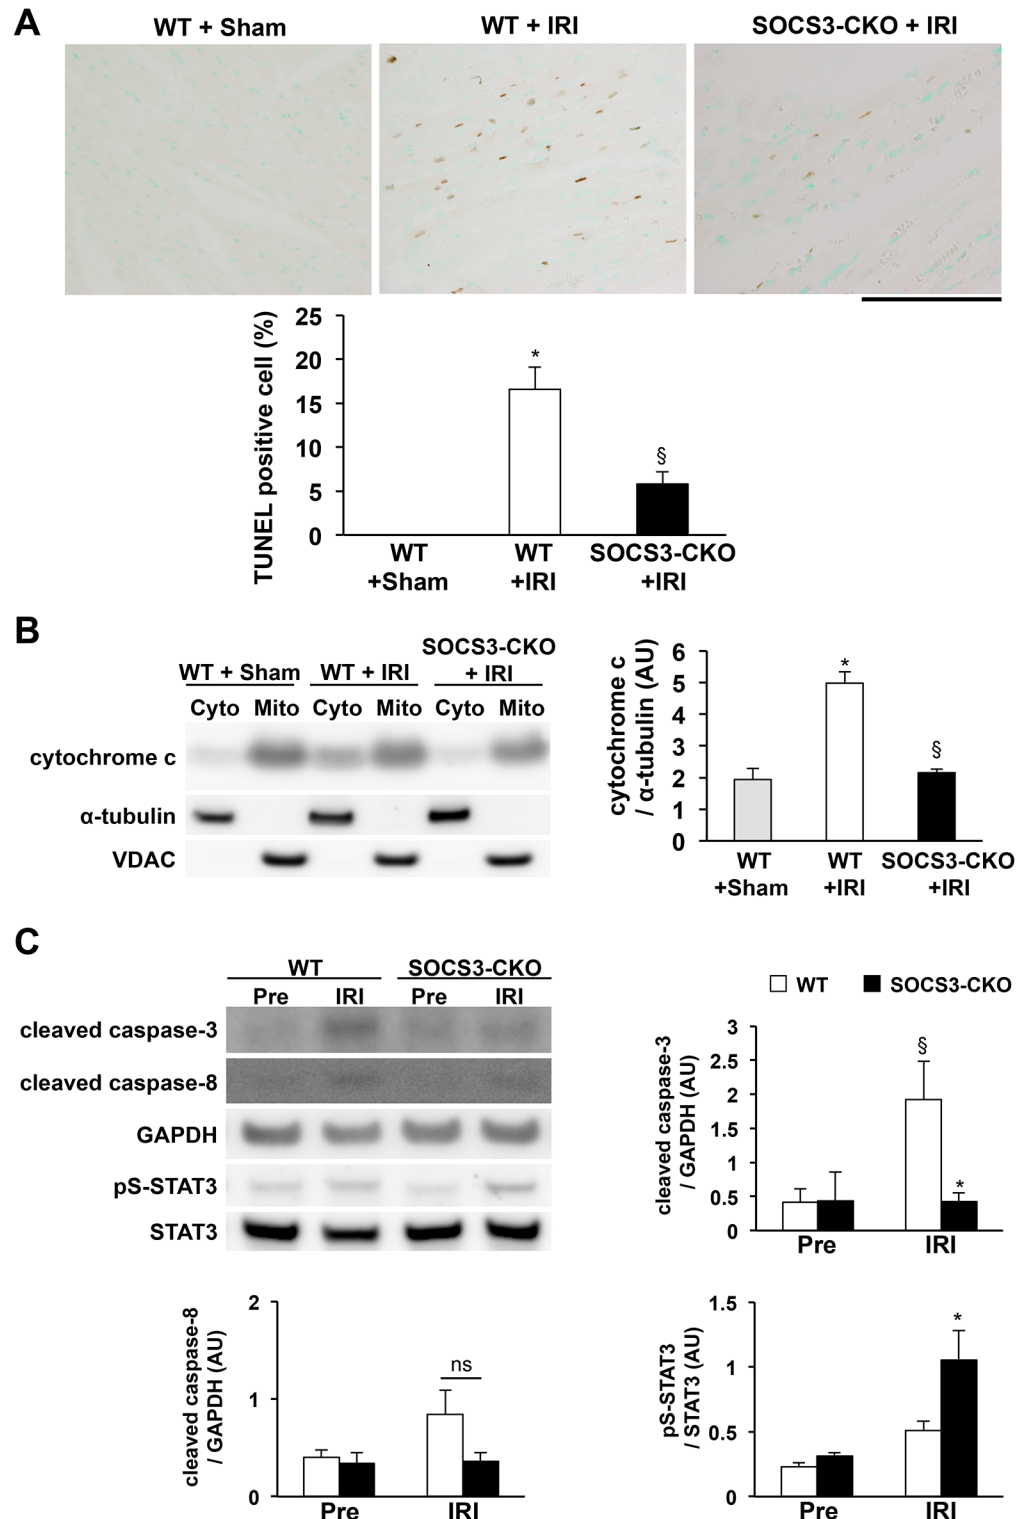 A
WT + Sham
WT + IRI
SOCS3-CKO + IRI
TUNEL positive cell (%)
25
20
15
10
5
0
*
§
WT
+Sham
WT
+IRI
SOCS3-CKO
+IRI
B
WT + Sham
WT + IRI
SOCS3-CKO
+ IRI
Cyto Mito Cyto Mito Cyto Mito
cytochrome c
α-tubulin
VDAC
cytochrome c
/ α-tubulin (AU)
6
5
4
3
2
1
0
*
§
WT
+Sham
WT
+IRI
SOCS3-CKO
+IRI
C
WT
SOCS3-CKO
Pre IRI Pre IRI
cleaved caspase-3
cleaved caspase-8
GAPDH
pS-STAT3
STAT3
WT
SOCS3-CKO
cleaved caspase-3
/ GAPDH (AU)
3
2.5
2
1.5
1
0.5
0
§
*
Pre
IRI
cleaved caspase-8
/ GAPDH (AU)
2
1
0
ns
Pre
IRI
pS-STAT3
/ STAT3 (AU)
1.5
1
0.5
0
*
Pre
IRI